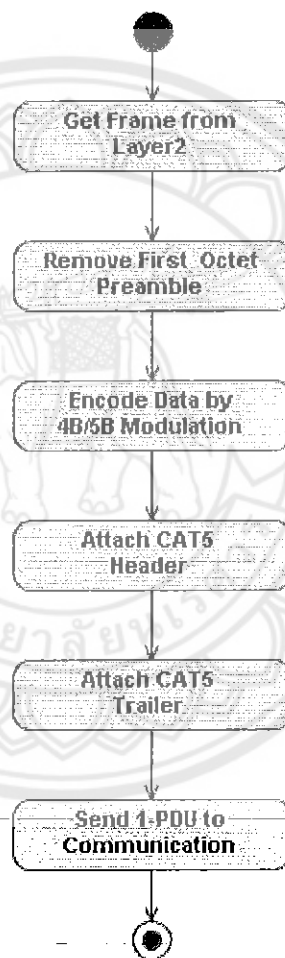 Get Frame from
Layer2
Remove First Octet
Preamble
Encode Data by
4B/5B Modulation
Attach CAT5
Header
Attach CAT5
Trailer
Send 1-PDU to
Communication